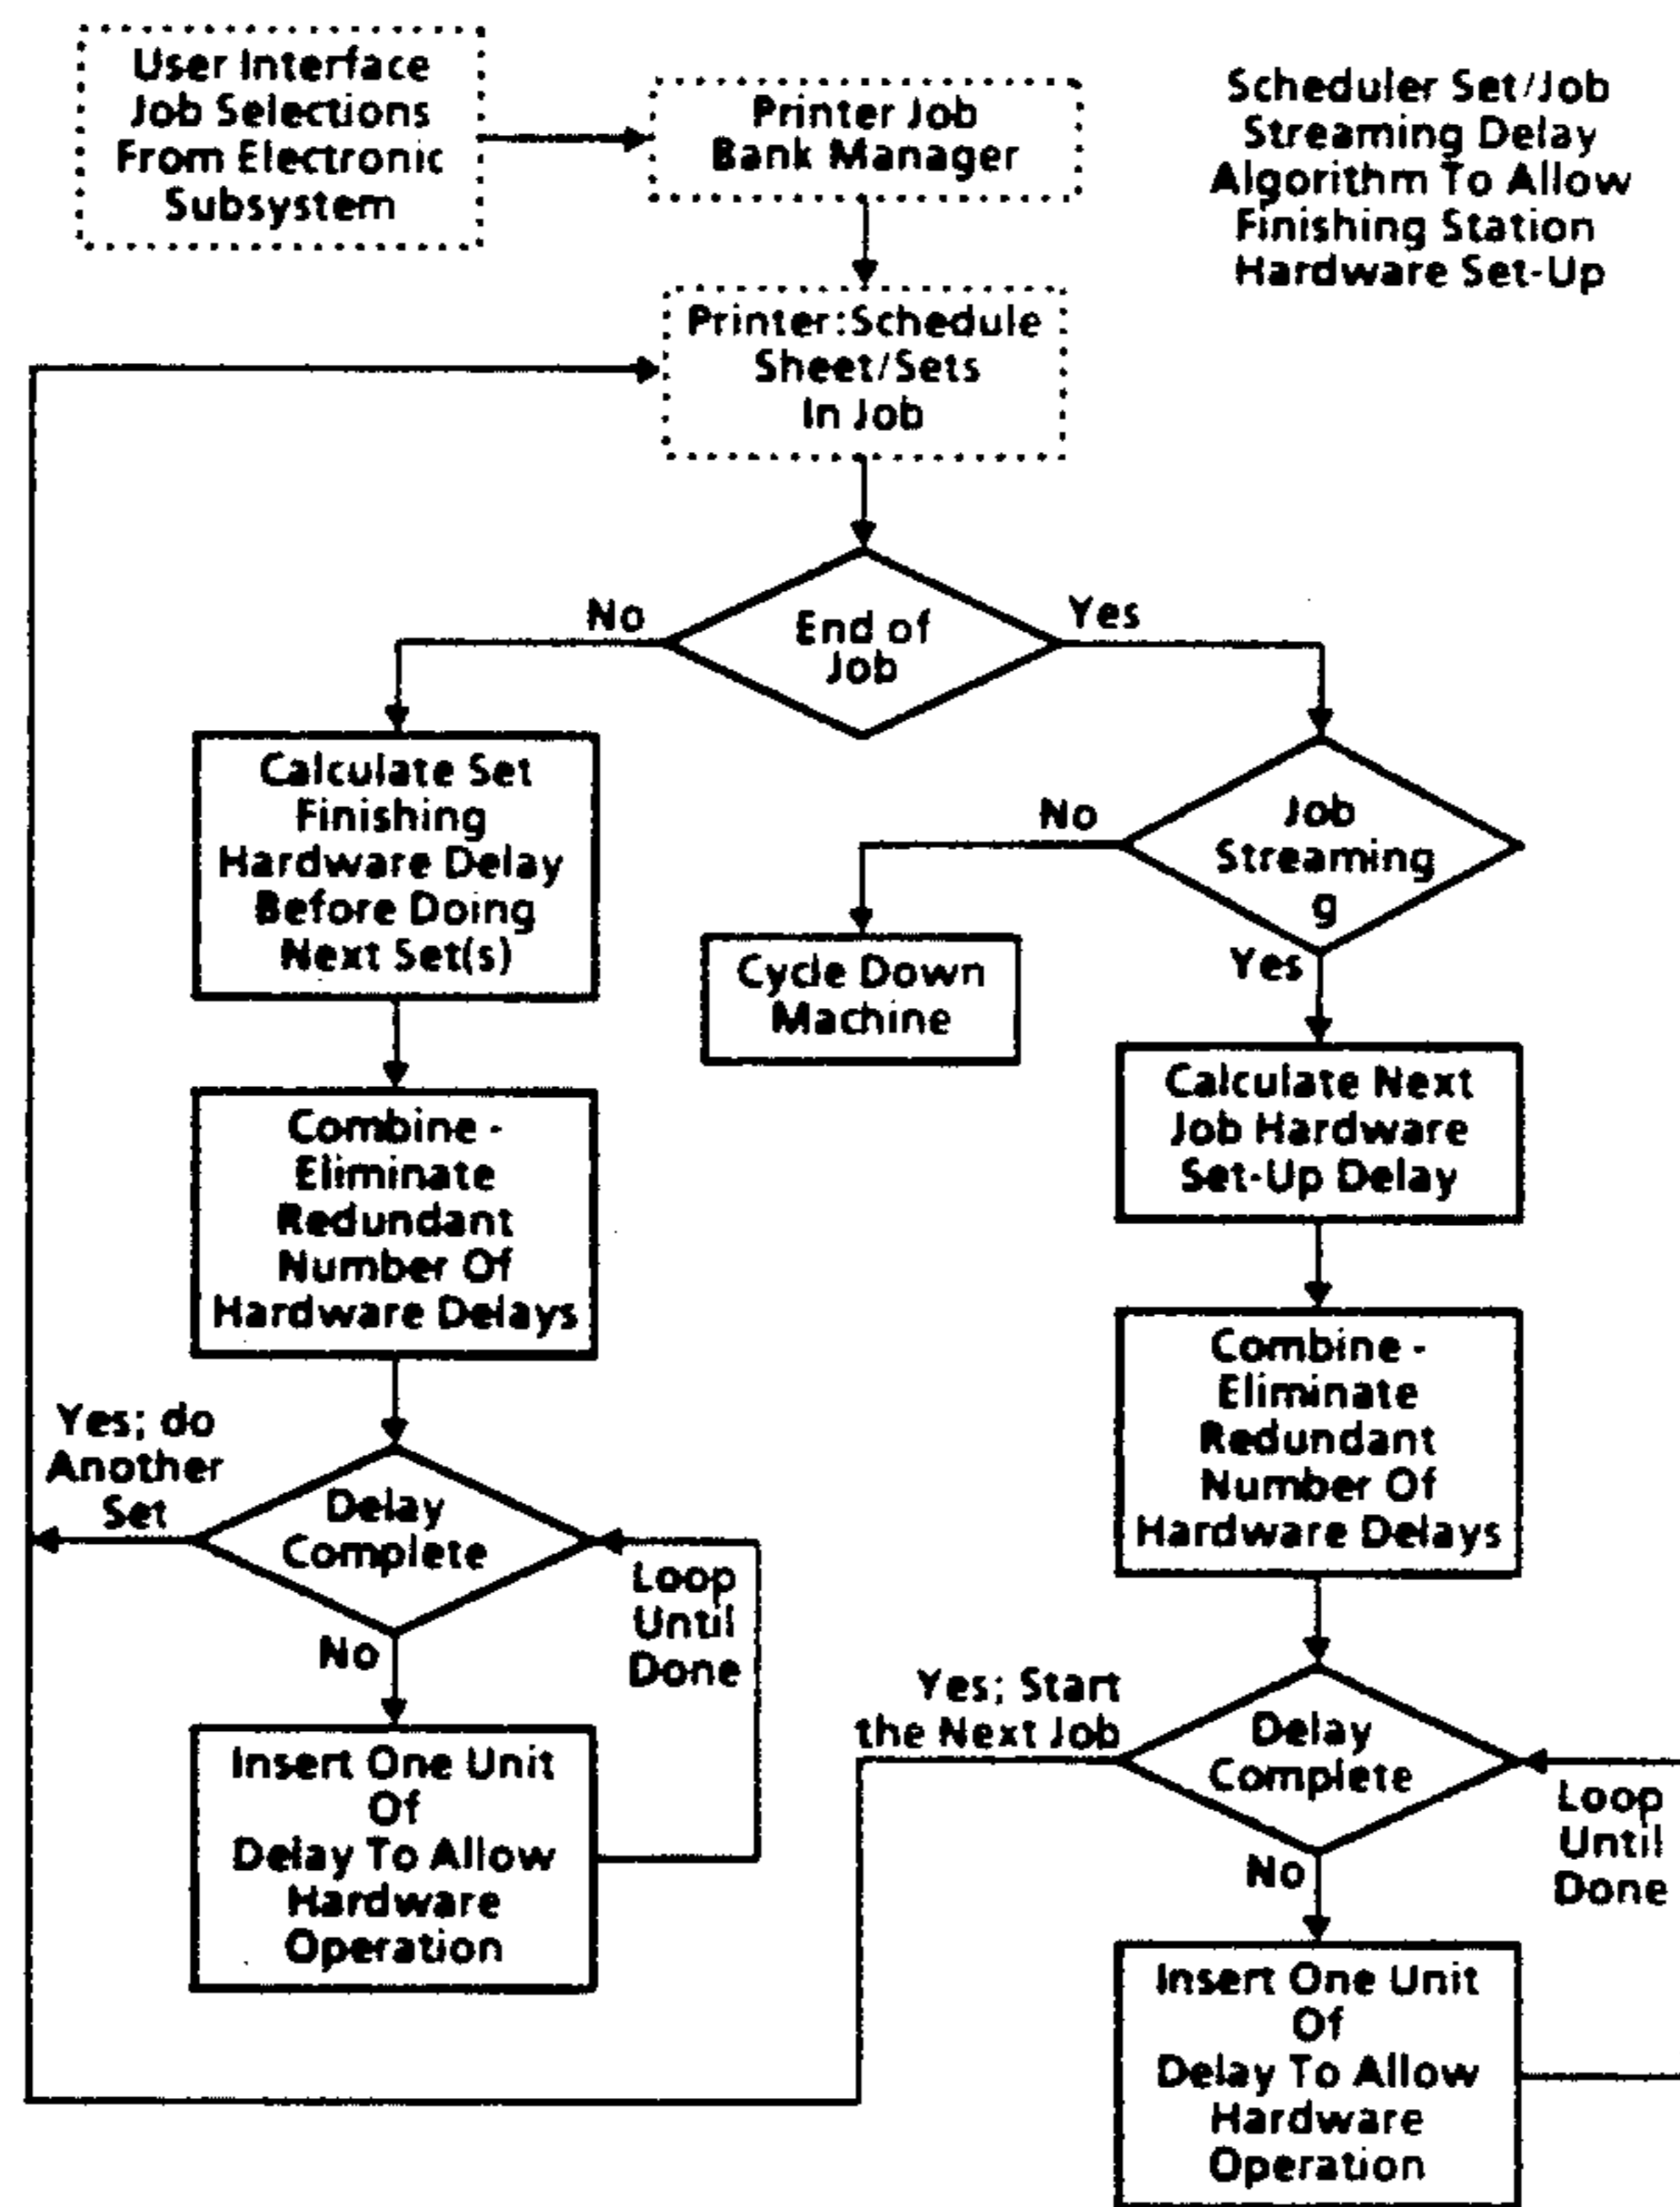 User Interface
Job Selections
From Electronic
Subsystem
Printer Job
Bank Manager
Scheduler Set/Job
Streaming Delay
Algorithm To Allow
Finishing Station
Hardware Set-Up
Printer:Schedule
Sheet/Sets
In Job
No
End of
Job
Yes
Calculate Set
Finishing
Hardware Delay
Before Doing
Next Set(s)
No
Job
Streaming
g
Yes
Cycle Down
Machine
Calculate Next
Job Hardware
Set-Up Delay
Combine -
Eliminate
Redundant
Number Of
Hardware Delays
Combine -
Eliminate
Redundant
Number Of
Hardware Delays
Yes; do
Another
Set
Delay
Complete
Loop
Until
Done
No
Insert One Unit
Of
Delay To Allow
Hardware
Operation
Yes; Start
the Next Job
Delay
Complete
Loop
Until
Done
No
Insert One Unit
Of
Delay To Allow
Hardware
Operation